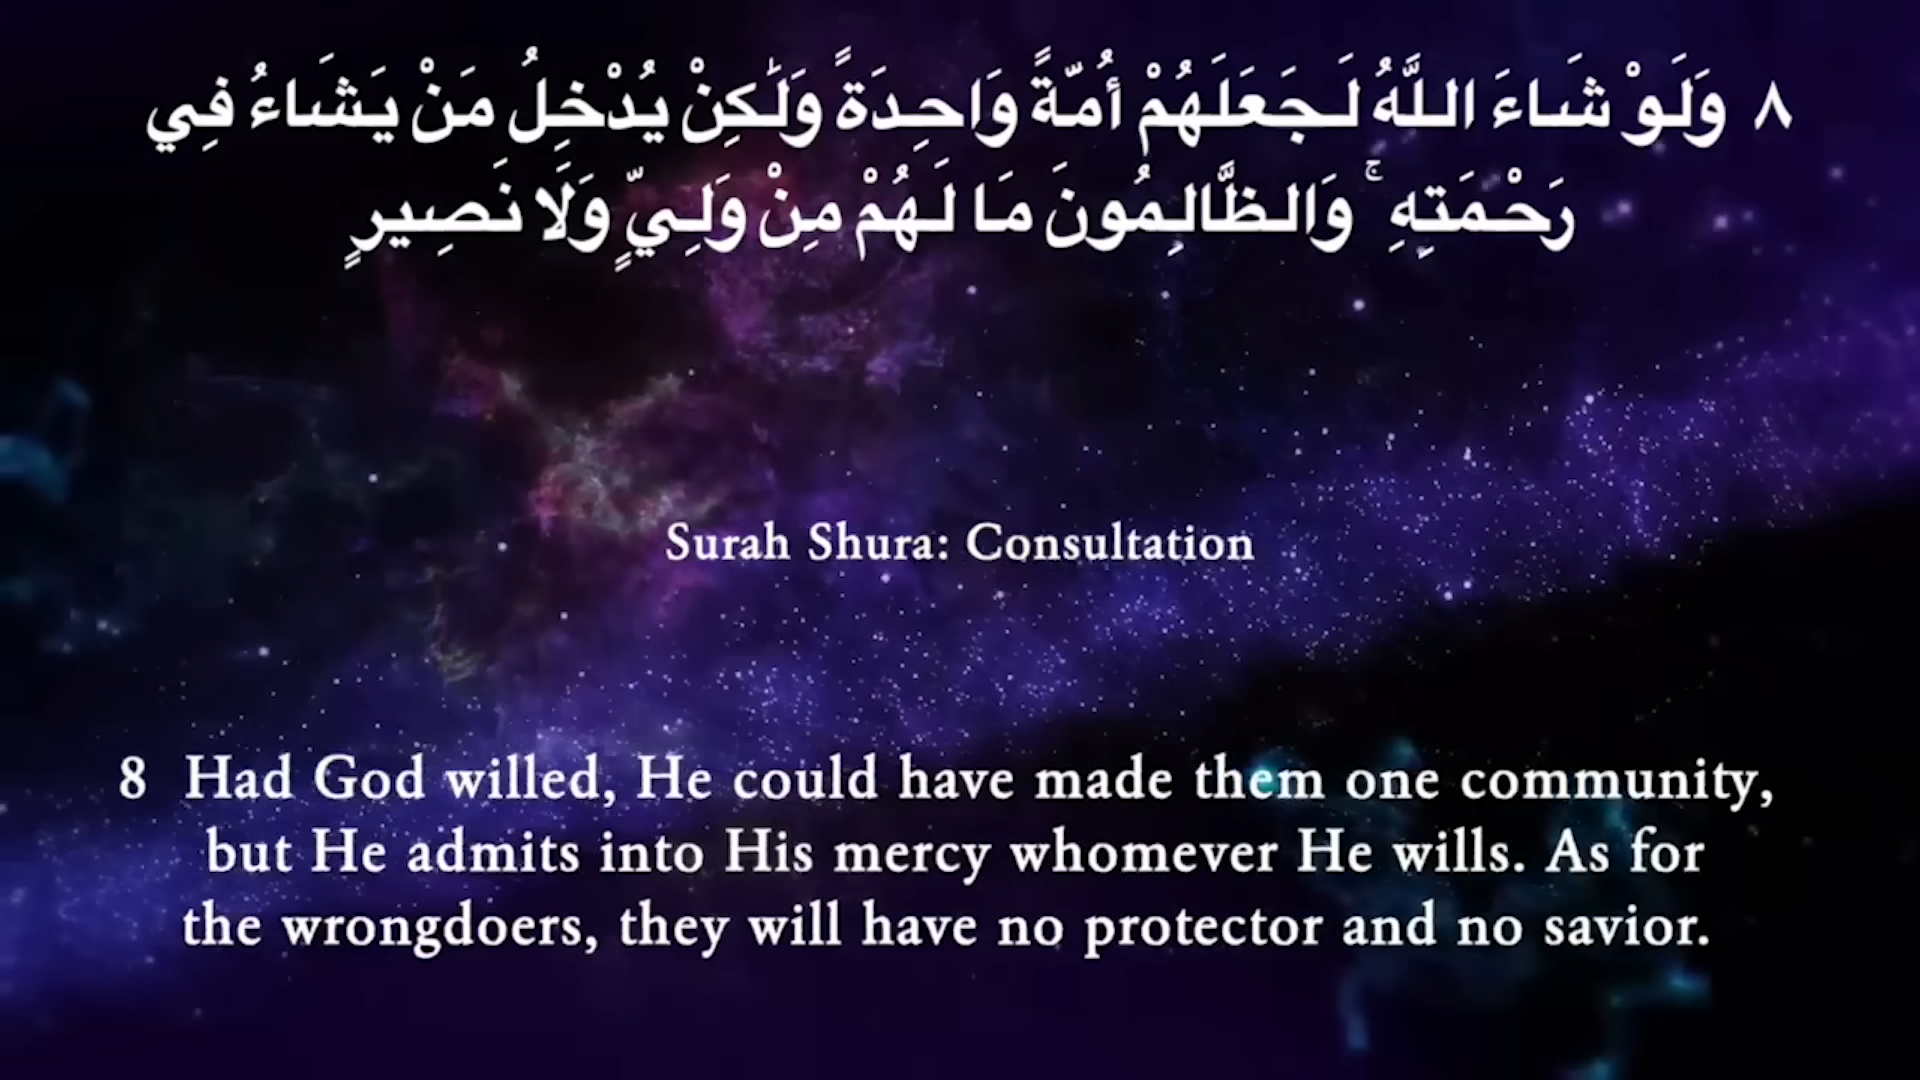 ٨ وَلَوْ شَاءَ اللَّهُ لَجَعَلَهُمْ أُمَّةً وَاحِدَةً وَلَٰكِنْ يُدْخِلُ مَنْ يَشَاءُ فِي
رَحْمَتِهِ ۚ وَالظَّالِمُونَ مَا لَهُمْ مِنْ وَلِيٍّ وَلَا نَصِيرٍ
Surah Shura: Consultation
8 Had God willed, He could have made them one community,
but He admits into His mercy whomever He wills. As for
the wrongdoers, they will have no protector and no savior.